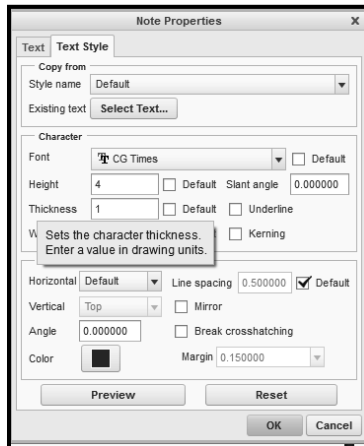 Note Properties x
Text Text Style
Copy from
Style name Default
Existing text Select Text...
Character
Font Tr CG Times Default
Height 4 Default Slant angle 0.000000
Thickness 1 Default Underline
W Kerning
Sets the character thickness.
Enter a value in drawing units.
Horizontal Default Line spacing 0.500000 Default
Vertical Top Mirror
Angle 0.000000 Break crosshatching
Color Margin 0.150000
Preview Reset
OK Cancel